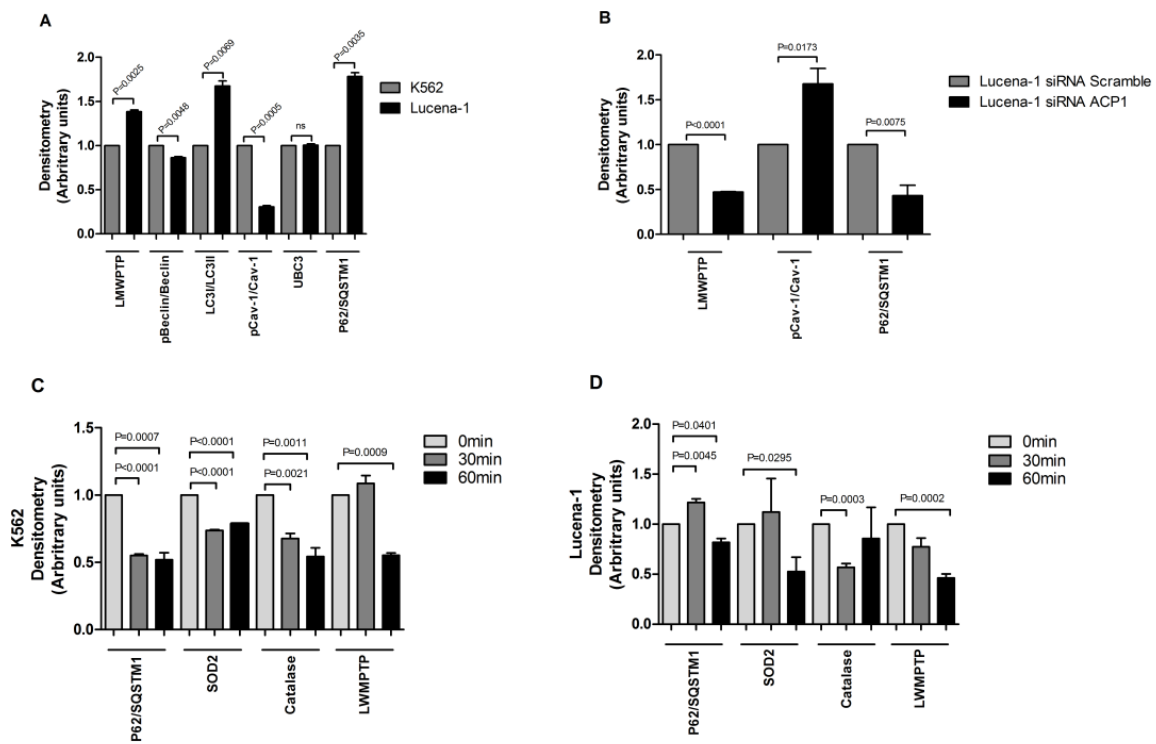 A
Densitometry
(Arbritrary units)
2.0
1.5
1.0
0.5
0.0
P=0.0025
P=0.0048
P=0.0069
P=0.0005
ns
P=0.0035
K562
Lucena-1
LMWPTP
pBeclin/Beclin
LC3I/LC3II
pCav-1/Cav-1
UBC3
P62/SQSTM1
B
Densitometry
(Arbritrary units)
2.0
1.5
1.0
0.5
0.0
P<0.0001
P=0.0173
P=0.0075
Lucena-1 siRNA Scramble
Lucena-1 siRNA ACP1
LMWPTP
pCav-1/Cav-1
P62/SQSTM1
C
K562
Densitometry
(Arbritrary units)
1.5
1.0
0.5
0.0
P=0.0007
P<0.0001
P<0.0001
P<0.0001
P=0.0011
P=0.0021
P=0.0009
0min
30min
60min
P62/SQSTM1
SOD2
Catalase
LWMPTP
D
Lucena-1
Densitometry
(Arbritrary units)
2.0
1.5
1.0
0.5
0.0
P=0.0401
P=0.0045
P=0.0295
P=0.0003
P=0.0002
0min
30min
60min
P62/SQSTM1
SOD2
Catalase
LWMPTP